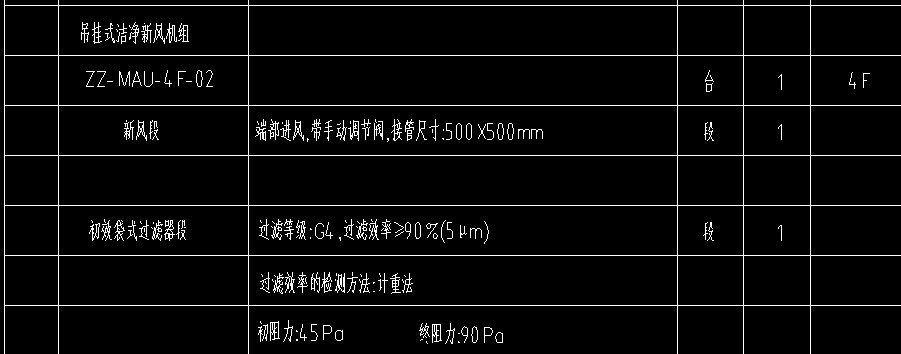 吊挂式洁净新风机组
ZZ-MAU-4F-02 台 1 4F
新风段 端部进风,带手动调节阀,接管尺寸:500X500mm 段 1
初效袋式过滤器段 过滤等级:G4,过滤效率≥90%(5μm) 段 1
过滤效率的检测方法:计重法
初阻力:45Pa 终阻力:90Pa